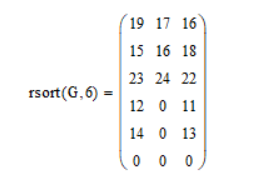 19 17 16
15 16 18
rsort(G,6) = 23 24 22
12 0 11
14 0 13
0 0 0